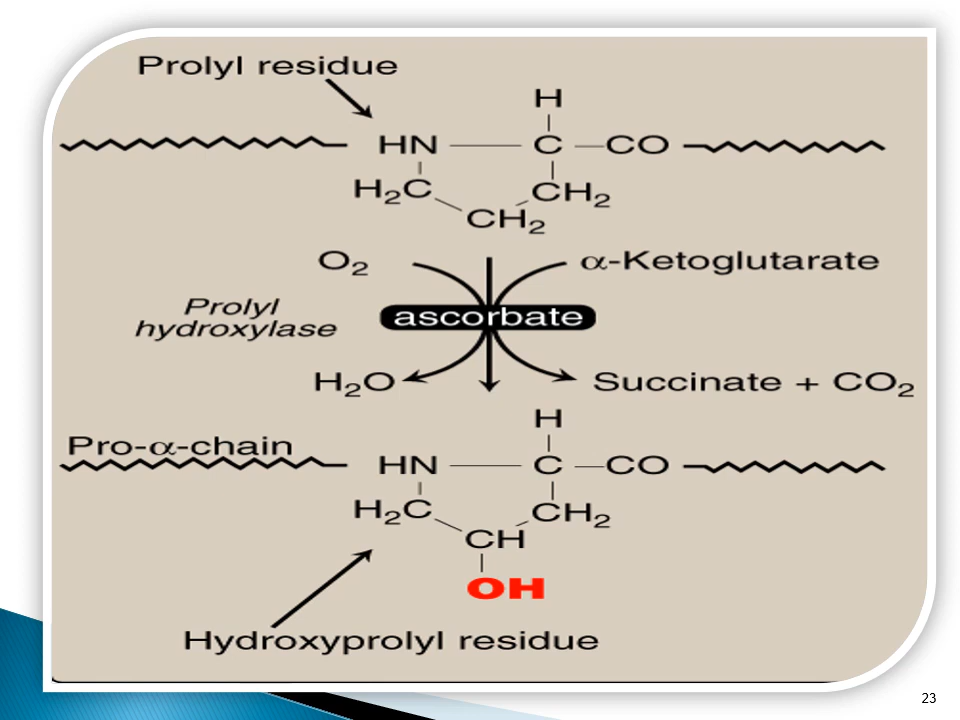 Prolyl residue
H
HN C CO
H₂C CH₂
CH₂
O₂ α-Ketoglutarate
Prolyl
hydroxylase
ascorbate
H₂O Succinate + CO₂
H
Pro-α-chain
HN C CO
H₂C CH₂
CH
OH
Hydroxyprolyl residue
23